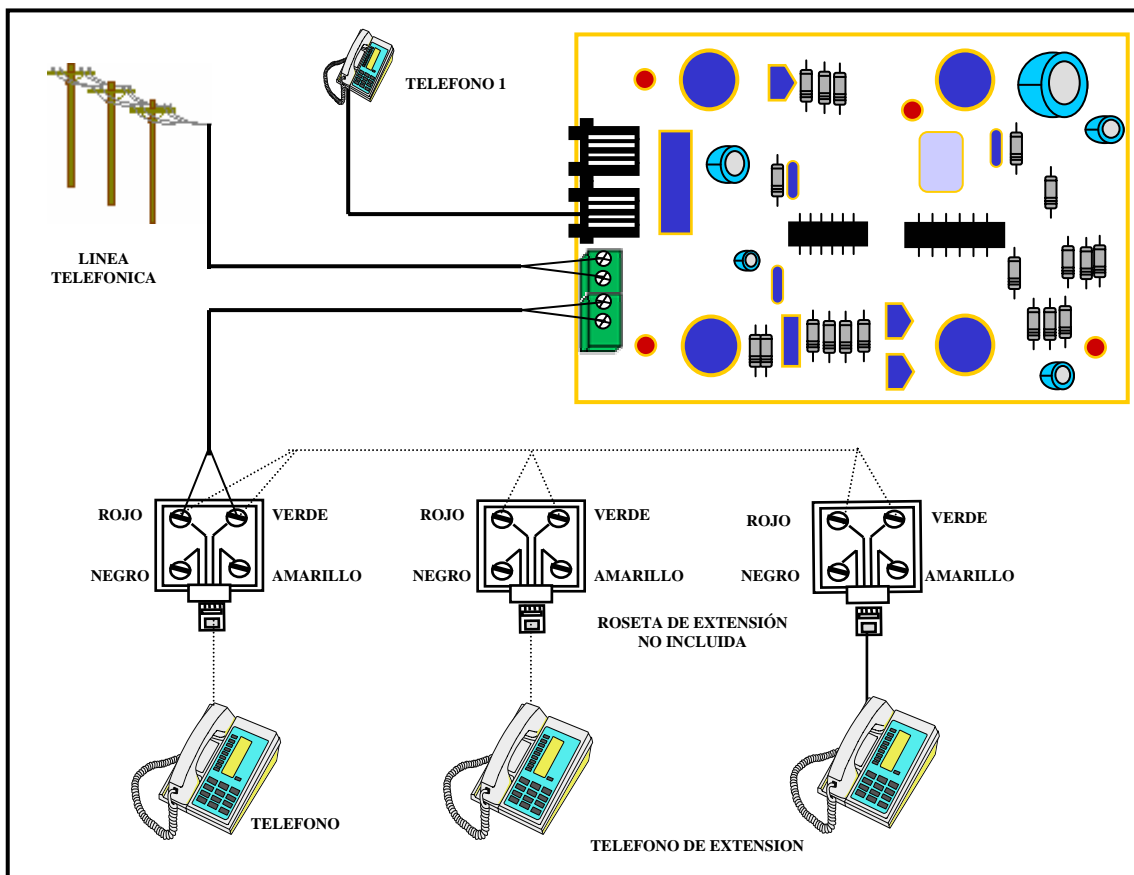 TELEFONO 1
LINEA
TELEFONICA
ROJO
VERDE
NEGRO
AMARILLO
ROJO
VERDE
NEGRO
AMARILLO
ROJO
VERDE
NEGRO
AMARILLO
ROSETA DE EXTENSIÓN
NO INCLUIDA
TELEFONO
TELEFONO DE EXTENSION